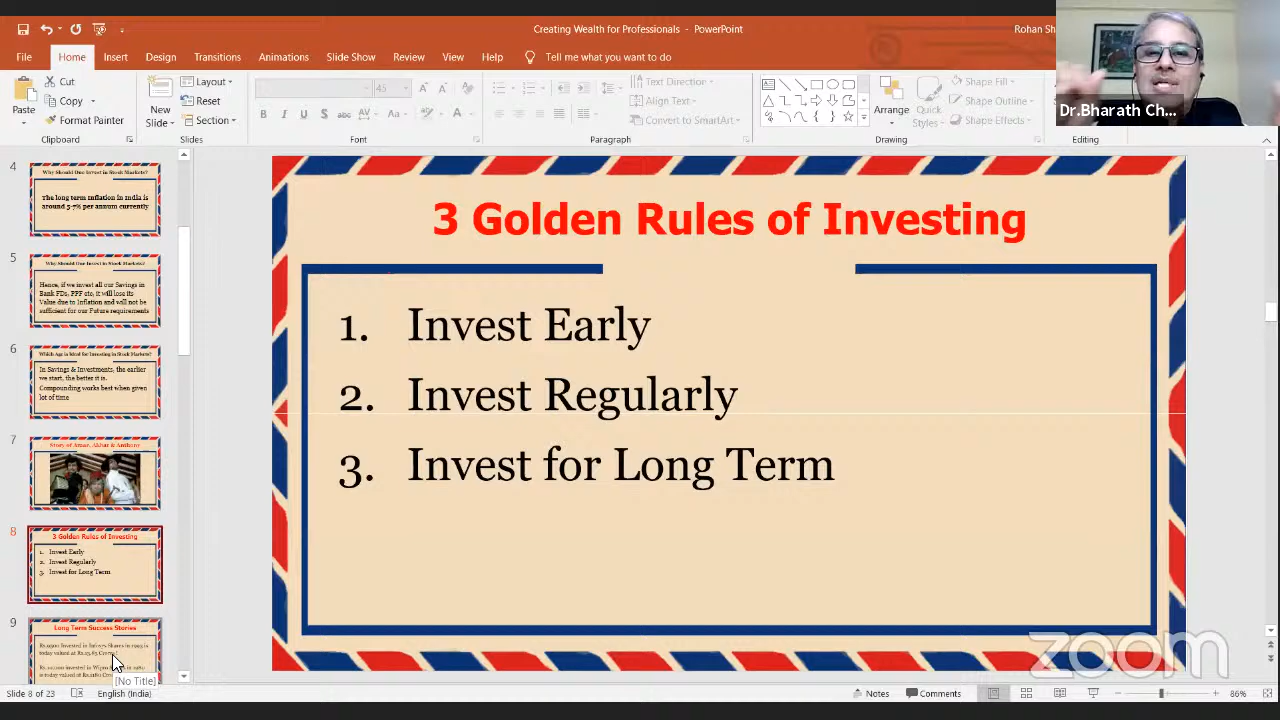 Creating Wealth for Professionals - PowerPoint
Rohan Sh
File Home Insert Design Transitions Animations Slide Show Review View Help Tell me what you want to do
Paste
Cut
Copy
Format Painter
Clipboard
New
Slide
Layout
Reset
Section
Slides
45
Font
Text Direction
Align Text
Convert to SmartArt
Paragraph
Arrange
Quick
Styles
Shape Fill
Shape Outline
Shape Effects
Drawing
Editing
Dr.Bharath Ch...
4
Why Should One Invest in Stock Markets?
The long term Inflation in India is
around 5-7% per annum currently
5
Why Should One Invest in Stock Markets?
Hence, if we invest all our Savings in
Bank FDs, PPF etc, it will lose its
Value due to Inflation and will not be
sufficient for our Future requirements
6
Which Age is Ideal for Investing in Stock Markets?
In Savings & Investments, the earlier
we start, the better it is.
Compounding works best when given
lot of time
7
Story of Amar, Akbar & Anthony
8
3 Golden Rules of Investing
1. Invest Early
2. Invest Regularly
3. Invest for Long Term
9
Long Term Success Stories
[No Title]
3 Golden Rules of Investing
1. Invest Early
2. Invest Regularly
3. Invest for Long Term
zoom
Slide 8 of 23
English (India)
Notes
Comments
86%